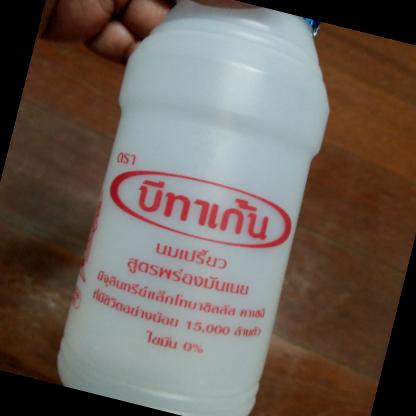 ตรา
บีทาเก้น
นมเปรี้ยว
สูตรพร่องมันเนย
มีจุลินทรีย์แล็กโทบาซิลลัส คาเซอิ
ที่มีชีวิตอย่างน้อย 15,000 ล้านตัว
ไขมัน 0%